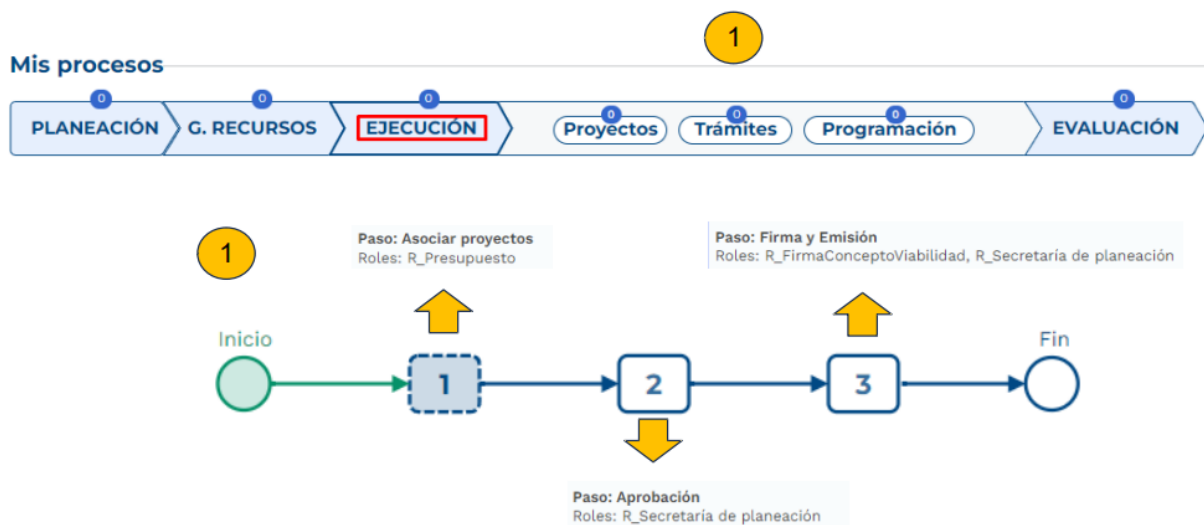 1
Mis procesos
0 0 0 0 0 0 0
PLANEACIÓN G. RECURSOS EJECUCIÓN Proyectos Trámites Programación EVALUACIÓN
1
Paso: Asociar proyectos
Roles: R_Presupuesto
Paso: Firma y Emisión
Roles: R_FirmaConceptoViabilidad, R_Secretaría de planeación
Inicio
Fin
1 2 3
Paso: Aprobación
Roles: R_Secretaría de planeación